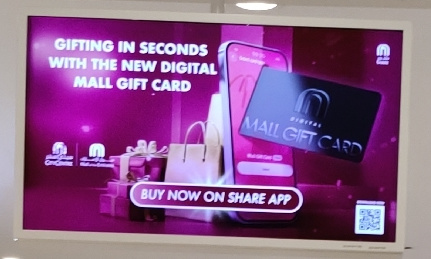 GIFTING IN SECONDS
WITH THE NEW DIGITAL
MALL GIFT CARD
DIGITAL
MALL GIFT CARD
BUY NOW ON SHARE APP